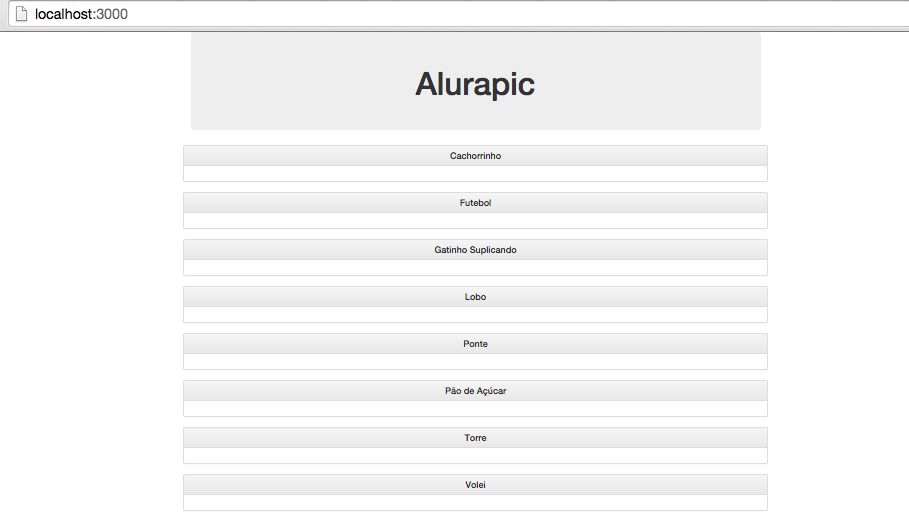 localhost:3000
Alurapic
Cachorrinho
Futebol
Gatinho Suplicando
Lobo
Ponte
Pão de Açúcar
Torre
Volei